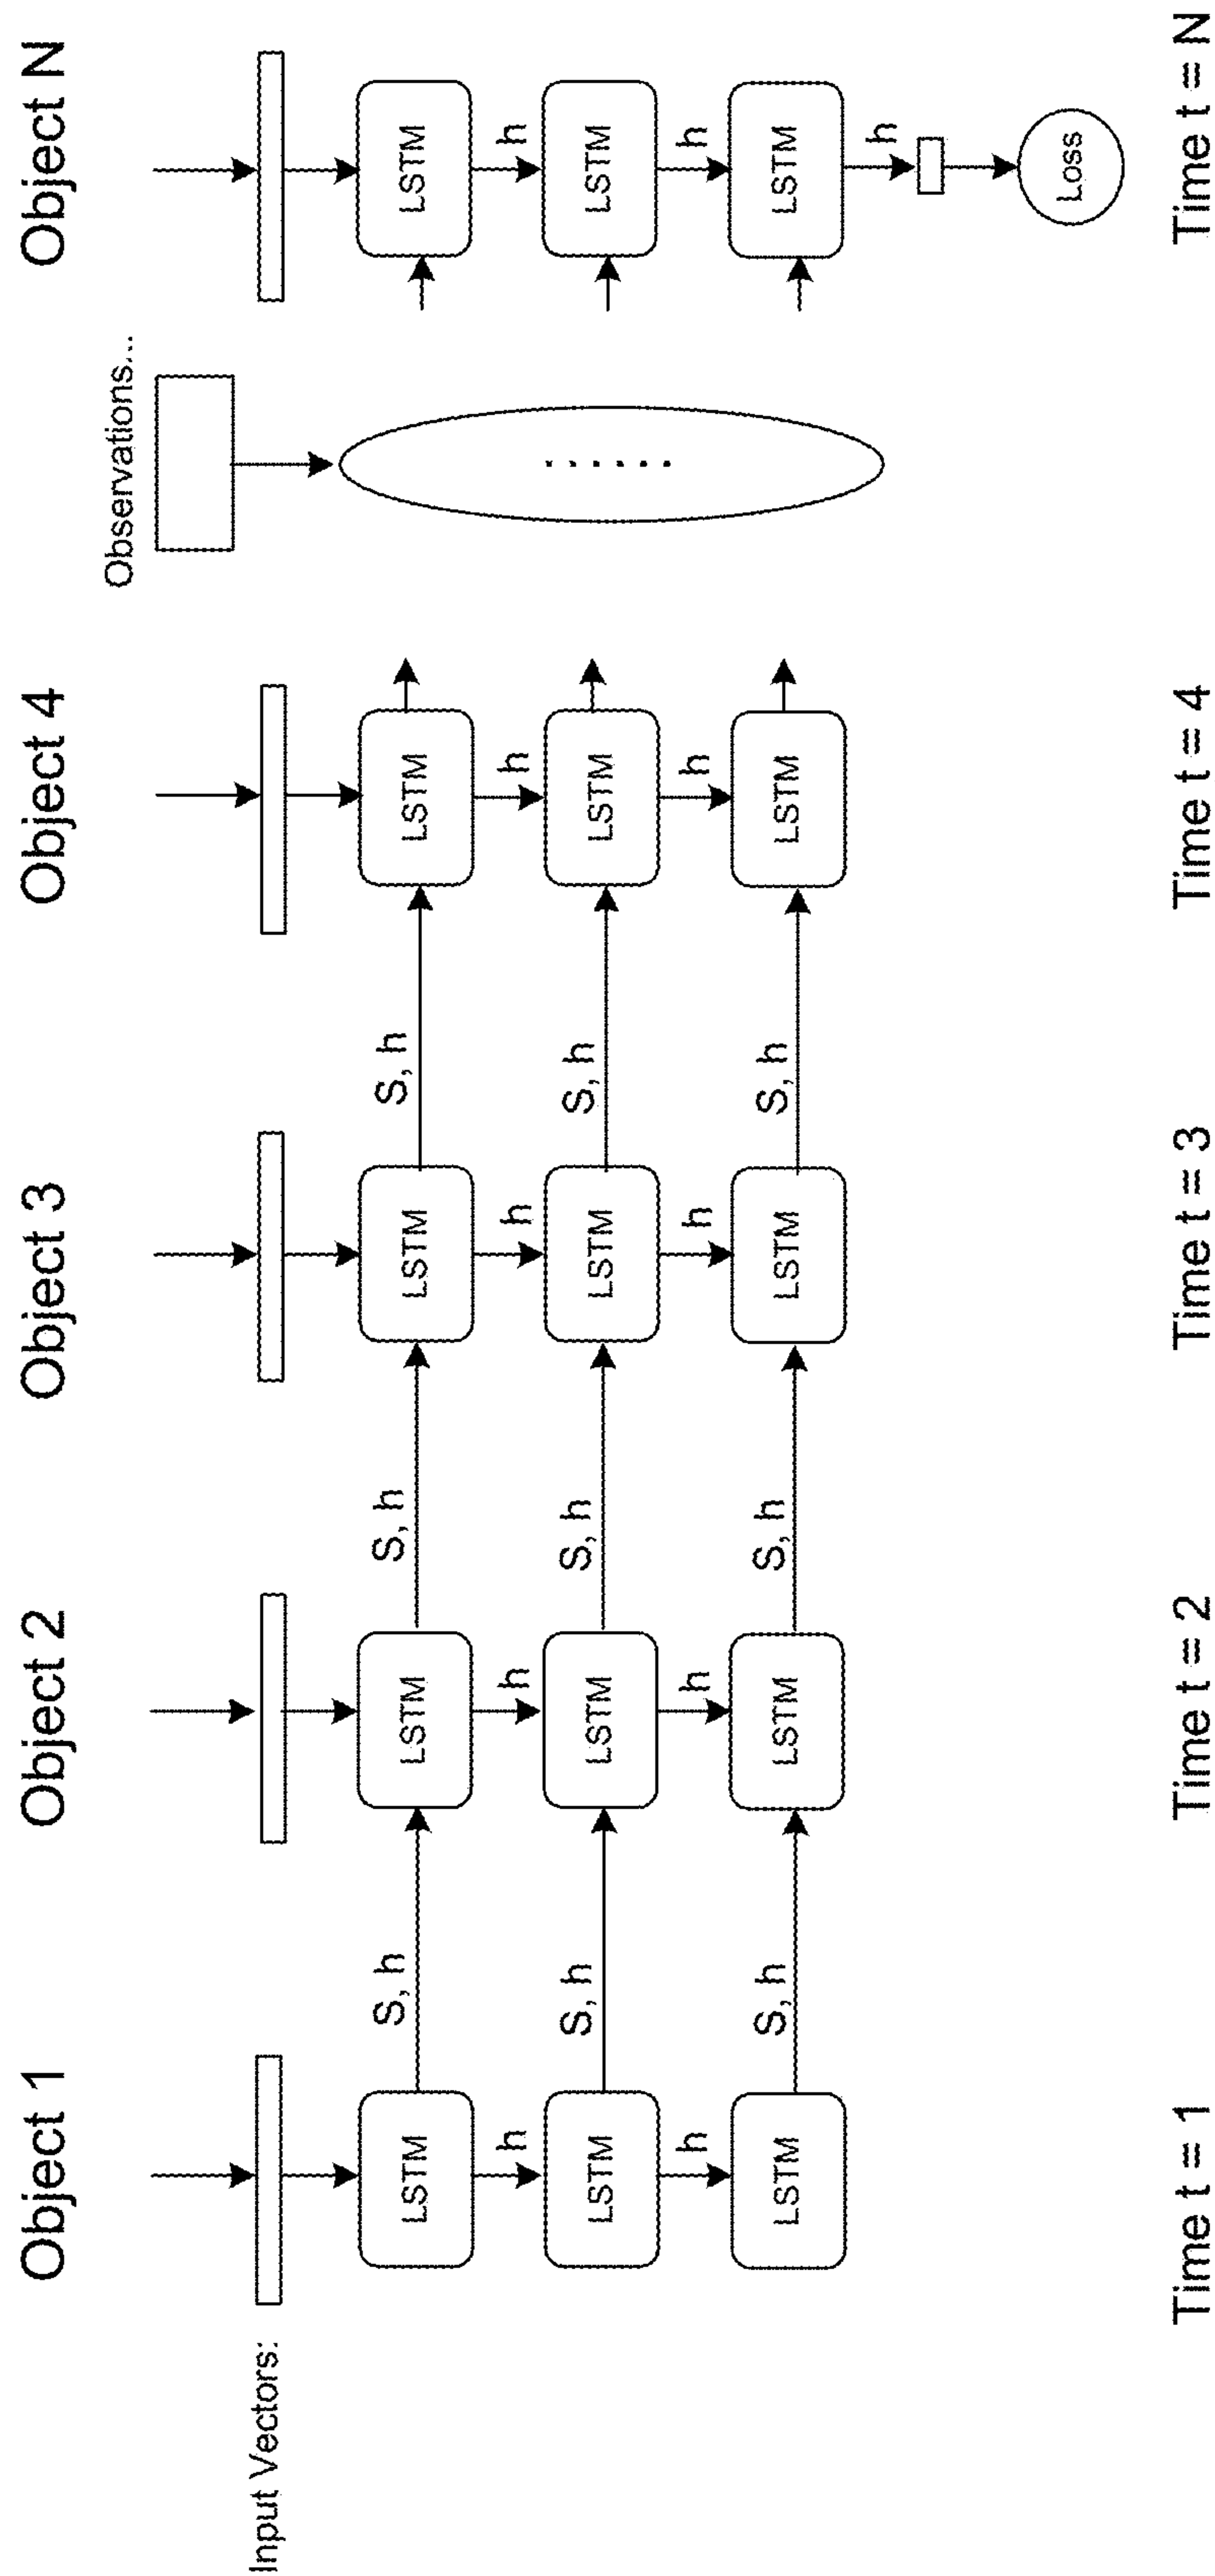 Object 1 Object 2 Object 3 Object 4 Object N
Observations...
Input Vectors:
S, h S, h S, h
LSTM LSTM LSTM LSTM LSTM
h h h h h
S, h S, h S, h
LSTM LSTM LSTM LSTM LSTM
h h h h h
S, h S, h S, h
LSTM LSTM LSTM LSTM LSTM
h
Loss
Time t = 1 Time t = 2 Time t = 3 Time t = 4 Time t = N